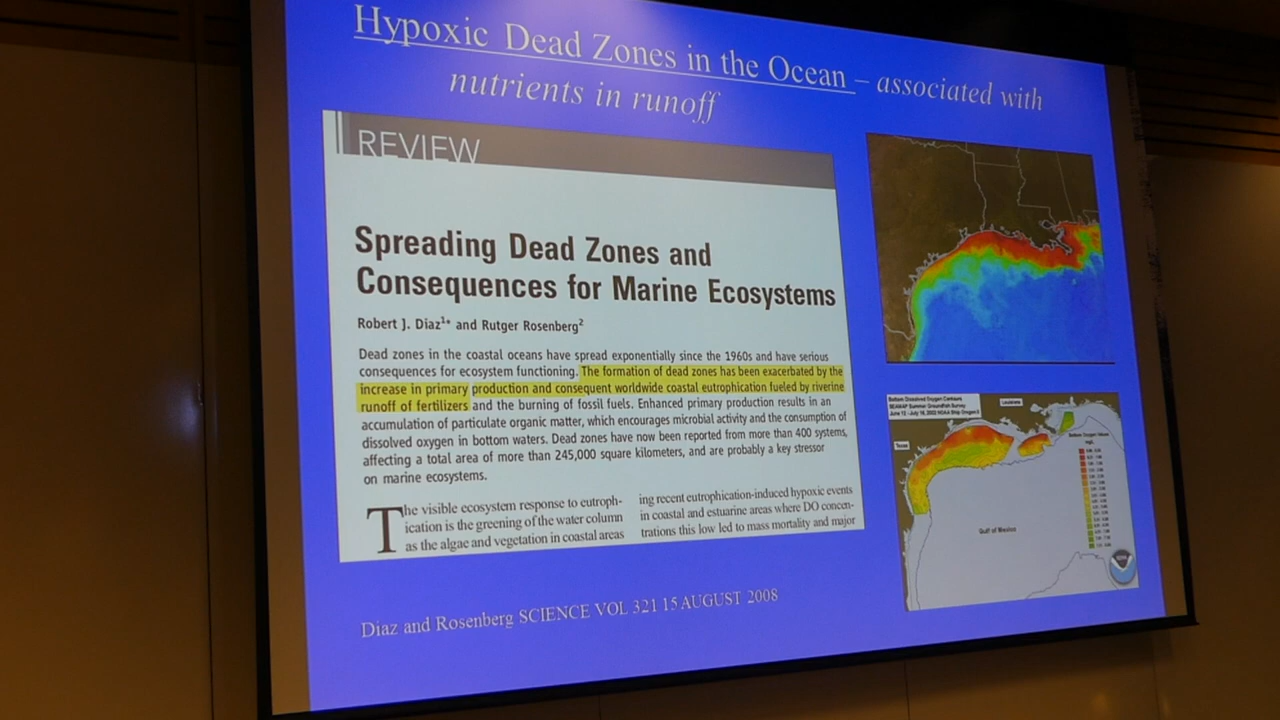 Hypoxic Dead Zones in the Ocean – associated with
nutrients in runoff
REVIEW
Spreading Dead Zones and
Consequences for Marine Ecosystems
Robert J. Diaz1* and Rutger Rosenberg2
Dead zones in the coastal oceans have spread exponentially since the 1960s and have serious
consequences for ecosystem functioning. The formation of dead zones has been exacerbated by the
increase in primary production and consequent worldwide coastal eutrophication fueled by riverine
runoff of fertilizers and the burning of fossil fuels. Enhanced primary production results in an
accumulation of particulate organic matter, which encourages microbial activity and the consumption of
dissolved oxygen in bottom waters. Dead zones have now been reported from more than 400 systems,
affecting a total area of more than 245,000 square kilometers, and are probably a key stressor
on marine ecosystems.
The visible ecosystem response to eutroph-
ication is the greening of the water column
as the algae and vegetation in coastal areas
ing recent eutrophication-induced hypoxic events
in coastal and estuarine areas where DO concen-
trations this low led to mass mortality and major
Diaz and Rosenberg SCIENCE VOL 321 15 AUGUST 2008
Bottom Dissolved Oxygen Contours
SEAMAP Summer Groundfish Survey
Louisiana
Texas
Gulf of Mexico